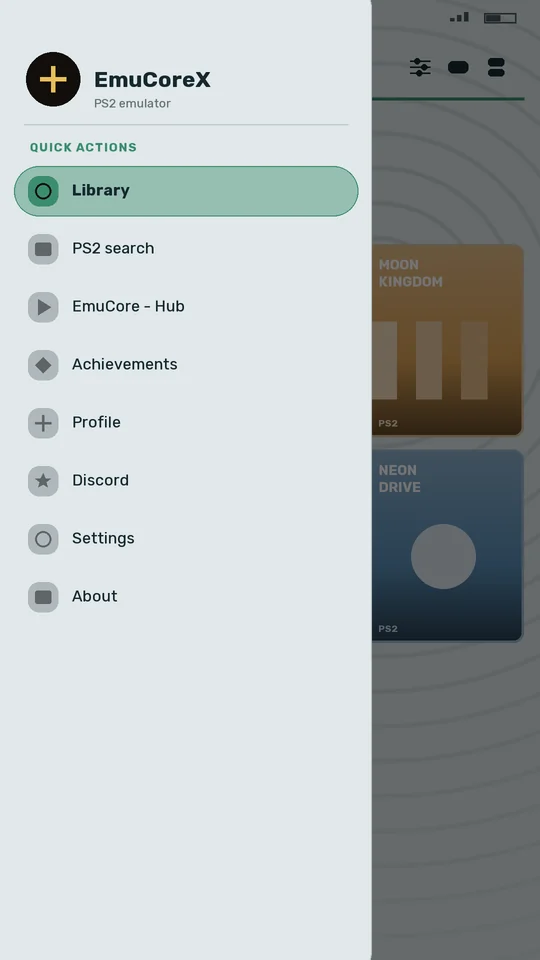 EmuCoreX
PS2 emulator
QUICK ACTIONS
Library
PS2 search
EmuCore - Hub
Achievements
Profile
Discord
Settings
About
MOON
KINGDOM
PS2
NEON
DRIVE
PS2